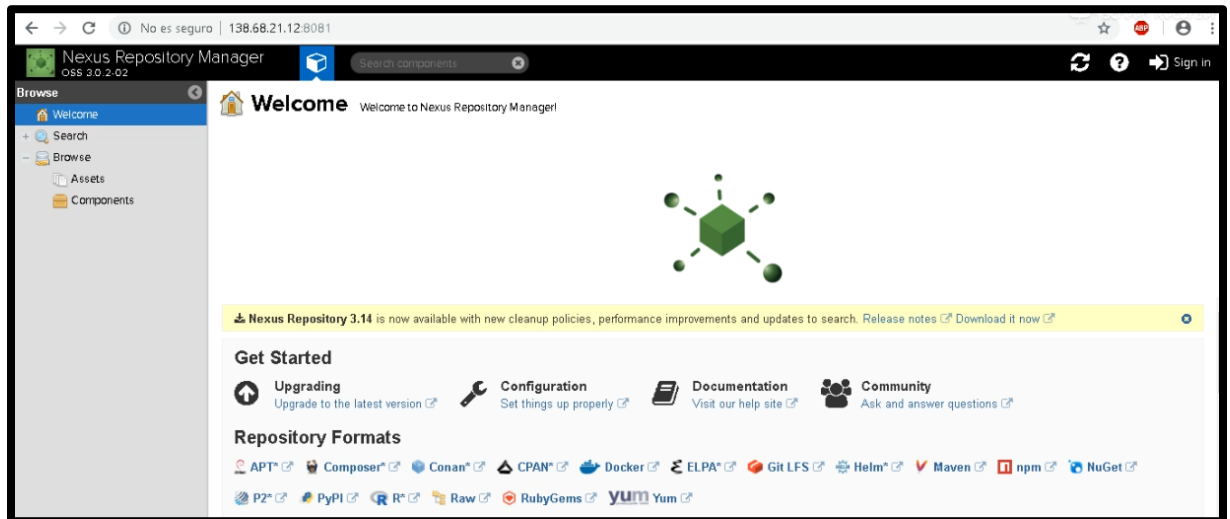 No es seguro | 138.68.21.12:8081
ABP
Nexus Repository Manager
OSS 3.0.2-02
Search components
Sign in
Browse
Welcome
Search
Browse
Assets
Components
Welcome Welcome to Nexus Repository Manager!
Nexus Repository 3.14 is now available with new cleanup policies, performance improvements and updates to search. Release notes Download it now
Get Started
Upgrading
Upgrade to the latest version
Configuration
Set things up properly
Documentation
Visit our help site
Community
Ask and answer questions
Repository Formats
APT* Composer* Conan* CPAN* Docker ELPA* Git LFS Helm* Maven npm NuGet
P2* PyPI R* Raw RubyGems yum Yum